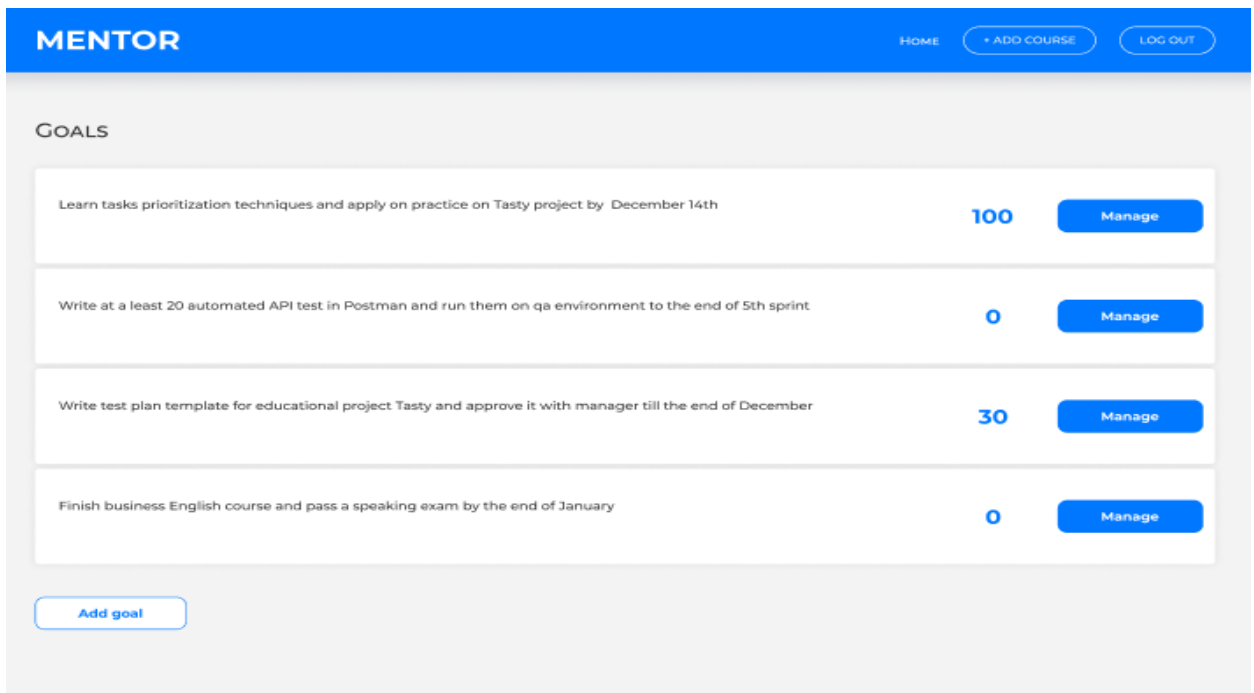 MENTOR
Home
+ ADD COURSE
LOG OUT
Goals
Learn tasks prioritization techniques and apply on practice on Tasty project by December 14th
100
Manage
Write at a least 20 automated API test in Postman and run them on qa environment to the end of 5th sprint
0
Manage
Write test plan template for educational project Tasty and approve it with manager till the end of December
30
Manage
Finish business English course and pass a speaking exam by the end of January
0
Manage
Add goal